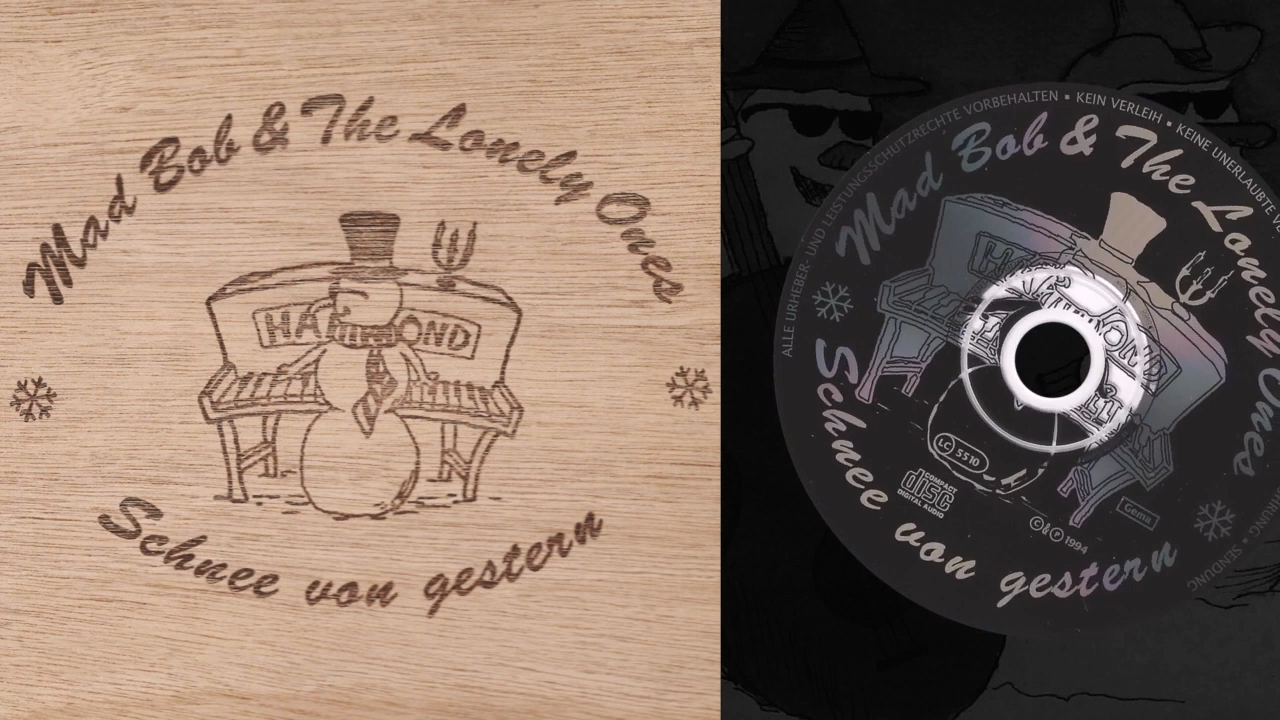 Mad Bob & The Lonely Ones
HAMMOND
Schnee von gestern
ALLE URHEBER- UND LEISTUNGSSCHUTZRECHTE VORBEHALTEN ▪ KEIN VERLEIH ▪ KEINE UNERLAUBTE
Mad Bob & The Lonely Ones
LC 5510
COMPACT
disc
DIGITAL AUDIO
Gema
©&℗ 1994
SENDUNG
Schnee von gestern